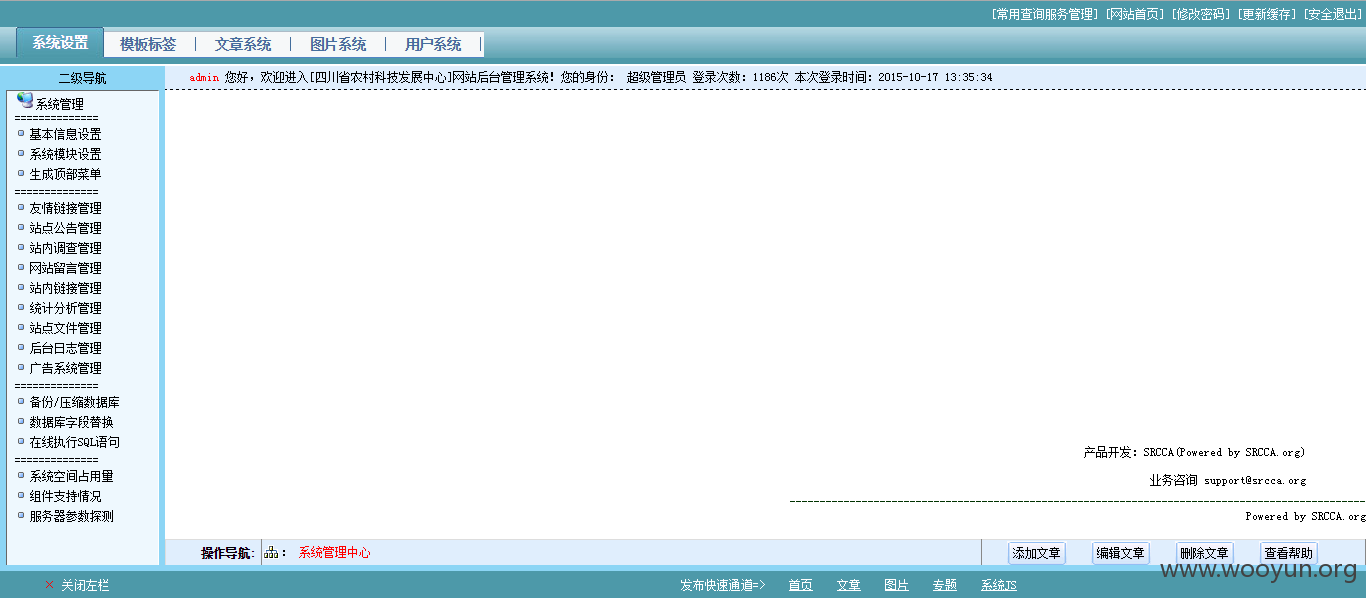 [常用查询服务管理] [网站首页] [修改密码] [更新缓存] [安全退出]
系统设置 模板标签 | 文章系统 | 图片系统 | 用户系统 |
二级导航
admin 您好，欢迎进入[四川省农村科技发展中心]网站后台管理系统！您的身份： 超级管理员 登录次数：1186次 本次登录时间：2015-10-17 13:35:34
系统管理
==============
基本信息设置
系统模块设置
生成顶部菜单
==============
友情链接管理
站点公告管理
站内调查管理
网站留言管理
站内链接管理
统计分析管理
站点文件管理
后台日志管理
广告系统管理
==============
备份/压缩数据库
数据库字段替换
在线执行SQL语句
==============
系统空间占用量
组件支持情况
服务器参数探测
产品开发：SRCCA(Powered by SRCCA.org)
业务咨询 support@srcca.org
Powered by SRCCA.org
操作导航: ： 系统管理中心 添加文章 编辑文章 删除文章 查看帮助
www.wooyun.org
× 关闭左栏 发布快速通道=> 首页 文章 图片 专题 系统JS